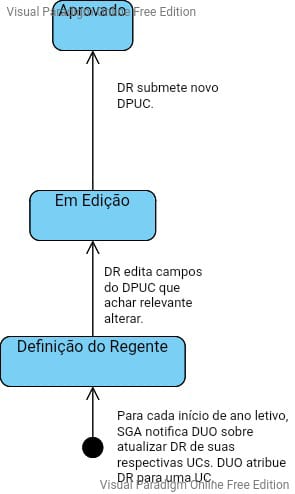 Aprovado
Visual Paradigm Online Free Edition
DR submete novo
DPUC.
Em Edição
DR edita campos
do DPUC que
achar relevante
alterar.
Definição do Regente
Para cada início de ano letivo,
SGA notifica DUO sobre
atualizar DR de suas
respectivas UCs. DUO atribue
DR para uma UC.
Visual Paradigm Online Free Edition